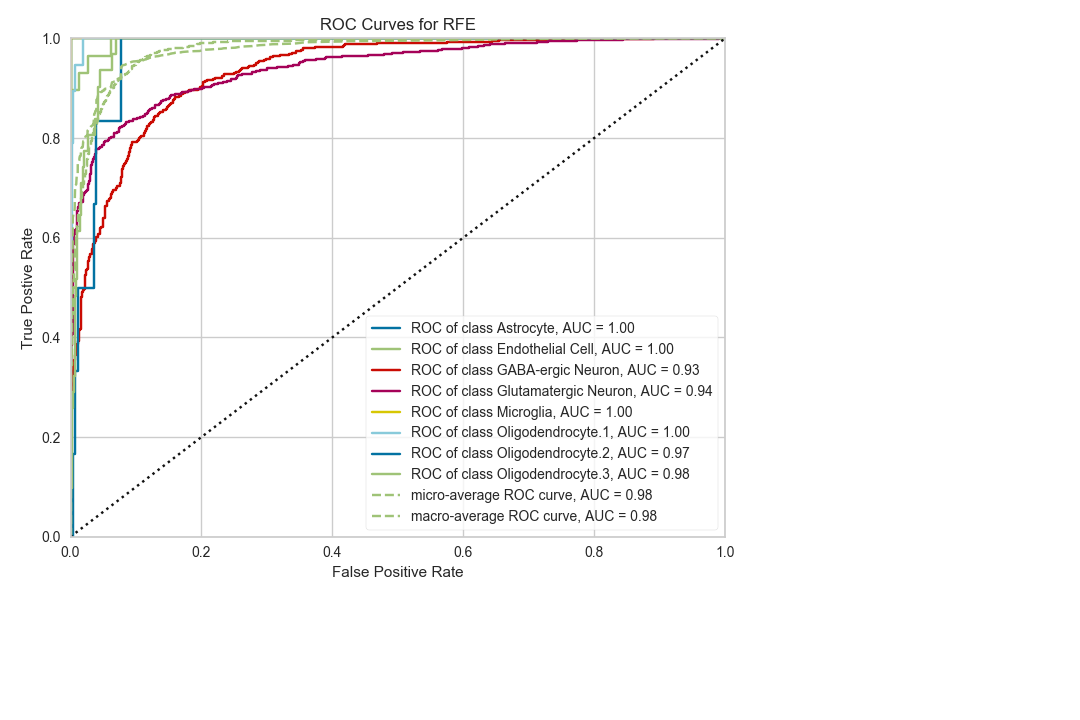 ROC Curves for RFE
True Postive Rate
1.0
0.8
0.6
0.4
0.2
0.0
ROC of class Astrocyte, AUC = 1.00
ROC of class Endothelial Cell, AUC = 1.00
ROC of class GABA-ergic Neuron, AUC = 0.93
ROC of class Glutamatergic Neuron, AUC = 0.94
ROC of class Microglia, AUC = 1.00
ROC of class Oligodendrocyte.1, AUC = 1.00
ROC of class Oligodendrocyte.2, AUC = 0.97
ROC of class Oligodendrocyte.3, AUC = 0.98
micro-average ROC curve, AUC = 0.98
macro-average ROC curve, AUC = 0.98
0.0 0.2 0.4 0.6 0.8 1.0
False Positive Rate